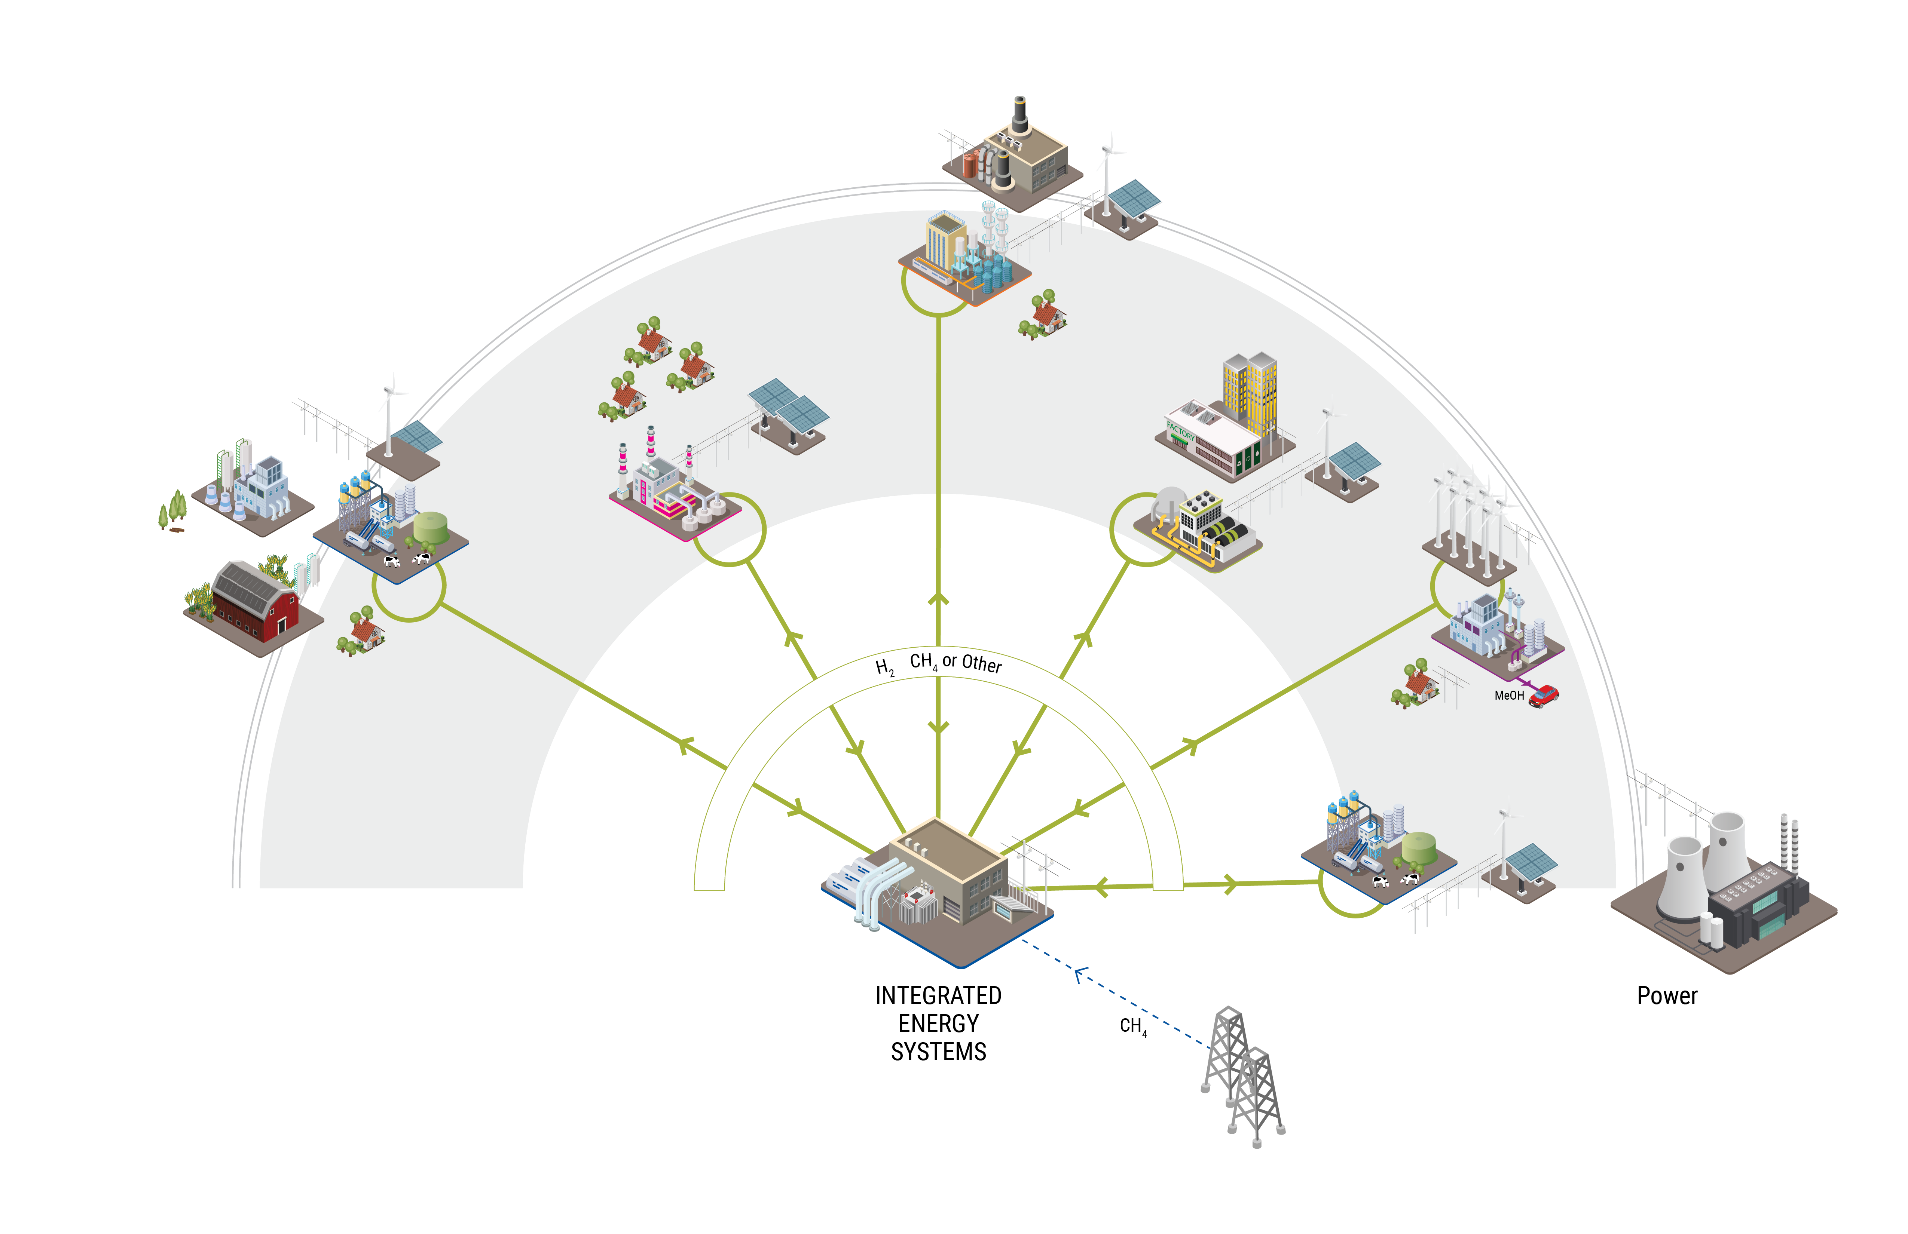 FACTORY
H₂ CH₄ or Other
MeOH
INTEGRATED
ENERGY
SYSTEMS
Power
CH₄